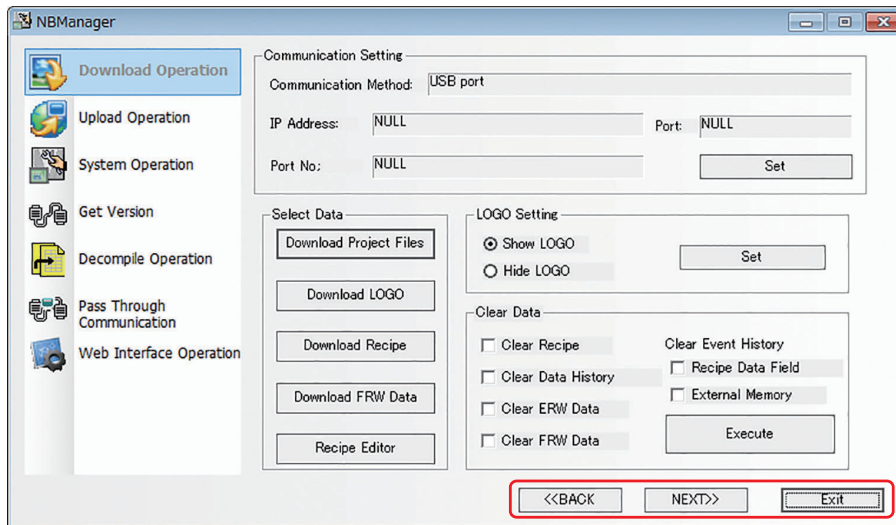 NBManager
Download Operation
Upload Operation
System Operation
Get Version
Decompile Operation
Pass Through
Communication
Web Interface Operation
Communication Setting
Communication Method: USB port
IP Address: NULL
Port: NULL
Port No: NULL
Set
Select Data
Download Project Files
Download LOGO
Download Recipe
Download FRW Data
Recipe Editor
LOGO Setting
Show LOGO
Hide LOGO
Set
Clear Data
Clear Recipe
Clear Data History
Clear ERW Data
Clear FRW Data
Clear Event History
Recipe Data Field
External Memory
Execute
<<BACK
NEXT>>
Exit